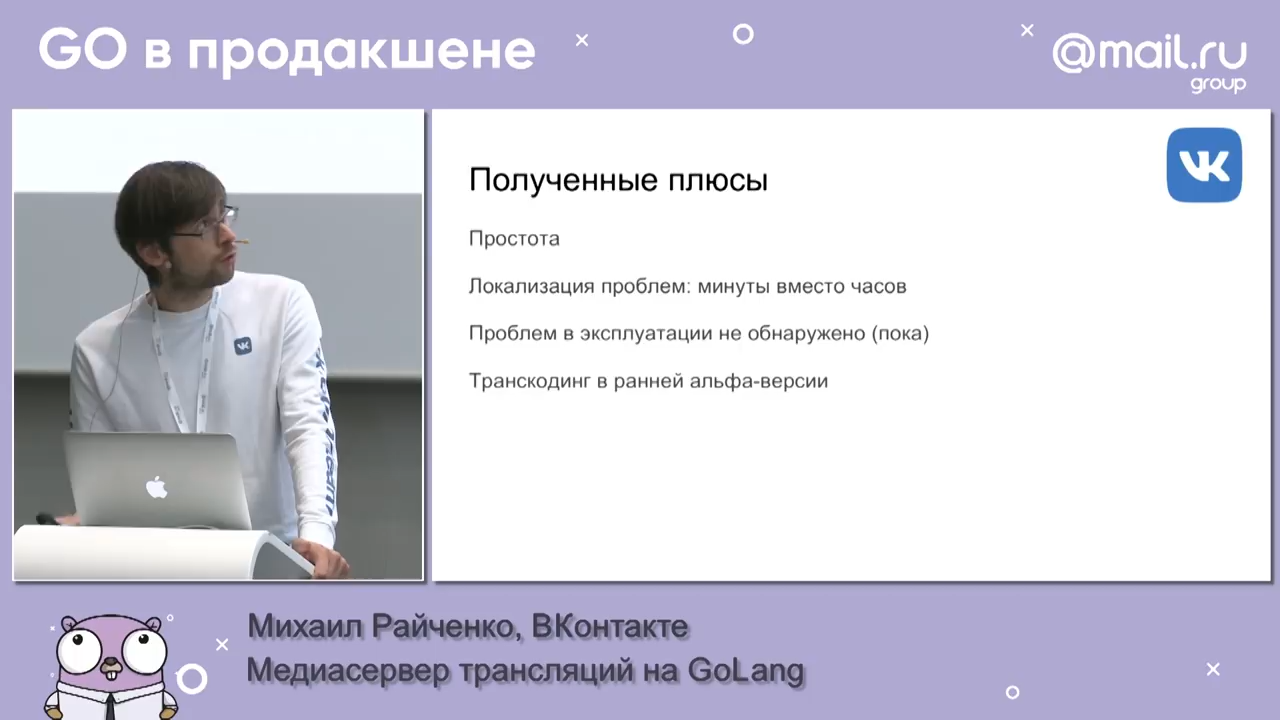 GO в продакшене
@mail.ru
group
VK
Полученные плюсы
Простота
Локализация проблем: минуты вместо часов
Проблем в эксплуатации не обнаружено (пока)
Транскодинг в ранней альфа-версии
Михаил Райченко, ВКонтакте
Медиасервер трансляций на GoLang